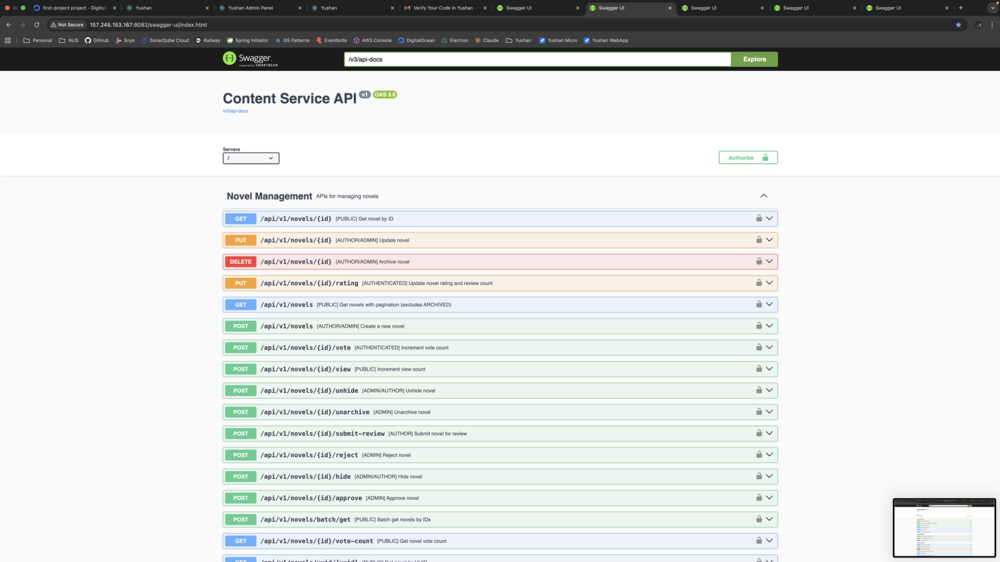 first-project project - Digital
Yushan
Yushan Admin Panel
Yushan
Verify Your Code in Yushan -
Swagger UI
Swagger UI
Swagger UI
Swagger UI
Swagger UI
Not Secure
157.245.153.167:8082/swagger-ui/index.html
Personal
NUS
GitHub
Snyk
SonarQube Cloud
Railway
Spring Initializr
GS Patterns
Eventbrite
AWS Console
DigitalOcean
Electron
Claude
Yushan
Yushan Micro
Yushan WebApp
Swagger.
Supported by SMARTBEAR
/v3/api-docs
Explore
Content Service API v1 OAS 3.0
/v3/api-docs
Servers
/
Authorize
Novel Management APIs for managing novels
GET /api/v1/novels/{id} [PUBLIC] Get novel by ID
PUT /api/v1/novels/{id} [AUTHOR/ADMIN] Update novel
DELETE /api/v1/novels/{id} [AUTHOR/ADMIN] Archive novel
PUT /api/v1/novels/{id}/rating [AUTHENTICATED] Update novel rating and review count
GET /api/v1/novels [PUBLIC] Get novels with pagination (excludes ARCHIVED)
POST /api/v1/novels [AUTHOR/ADMIN] Create a new novel
POST /api/v1/novels/{id}/vote [AUTHENTICATED] Increment vote count
POST /api/v1/novels/{id}/view [PUBLIC] Increment view count
POST /api/v1/novels/{id}/unhide [ADMIN/AUTHOR] Unhide novel
POST /api/v1/novels/{id}/unarchive [ADMIN] Unarchive novel
POST /api/v1/novels/{id}/submit-review [AUTHOR] Submit novel for review
POST /api/v1/novels/{id}/reject [ADMIN] Reject novel
POST /api/v1/novels/{id}/hide [ADMIN/AUTHOR] Hide novel
POST /api/v1/novels/{id}/approve [ADMIN] Approve novel
POST /api/v1/novels/batch/get [PUBLIC] Batch get novels by IDs
GET /api/v1/novels/{id}/vote-count [PUBLIC] Get novel vote count
GET /api/v1/novels/uuid/{uuid} [PUBLIC] Get novel by UUID